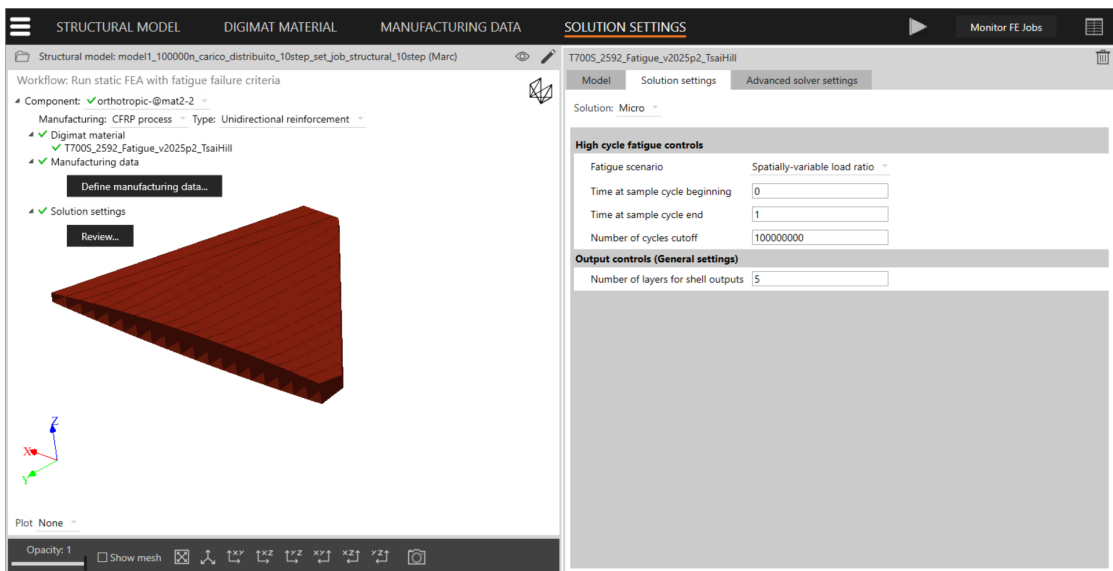 STRUCTURAL MODEL DIGIMAT MATERIAL MANUFACTURING DATA SOLUTION SETTINGS Monitor FE Jobs
Structural model: model1_100000n_carico_distribuito_10step_set_job_structural_10step (Marc)
Workflow: Run static FEA with fatigue failure criteria
Component: orthotropic-@mat2-2
Manufacturing: CFRP process Type: Unidirectional reinforcement
Digimat material
T700S_2592_Fatigue_v2025p2_TsaiHill
Manufacturing data
Define manufacturing data...
Solution settings
Review...
Z
X
Y
Plot None
Opacity: 1
Show mesh
XY XZ YZ XY XZ YZ
T700S_2592_Fatigue_v2025p2_TsaiHill
Model Solution settings Advanced solver settings
Solution: Micro
High cycle fatigue controls
Fatigue scenario Spatially-variable load ratio
Time at sample cycle beginning 0
Time at sample cycle end 1
Number of cycles cutoff 100000000
Output controls (General settings)
Number of layers for shell outputs 5